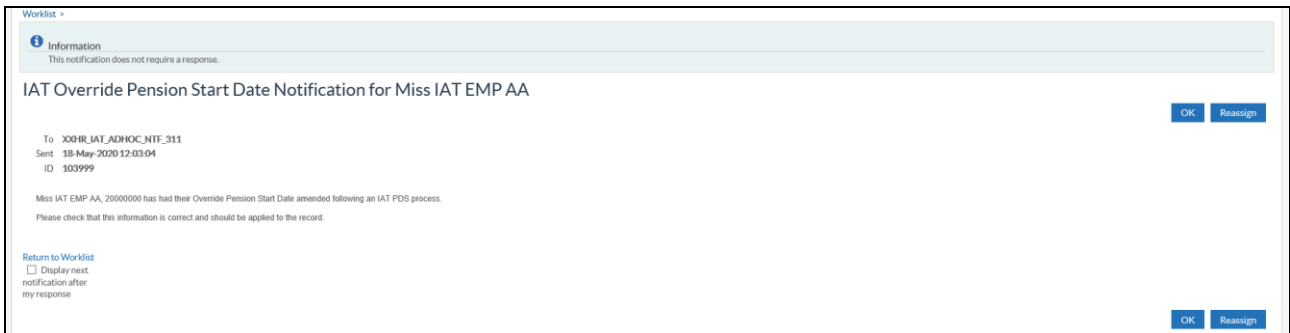 Worklist >
Information
This notification does not require a response.
IAT Override Pension Start Date Notification for Miss IAT EMP AA
OK Reassign
To XXHR_IAT_ADHOC_NTF_311
Sent 18-May-2020 12:03:04
ID 103999
Miss IAT EMP AA, 20000000 has had their Override Pension Start Date amended following an IAT PDS process.
Please check that this information is correct and should be applied to the record.
Return to Worklist
Display next
notification after
my response
OK Reassign